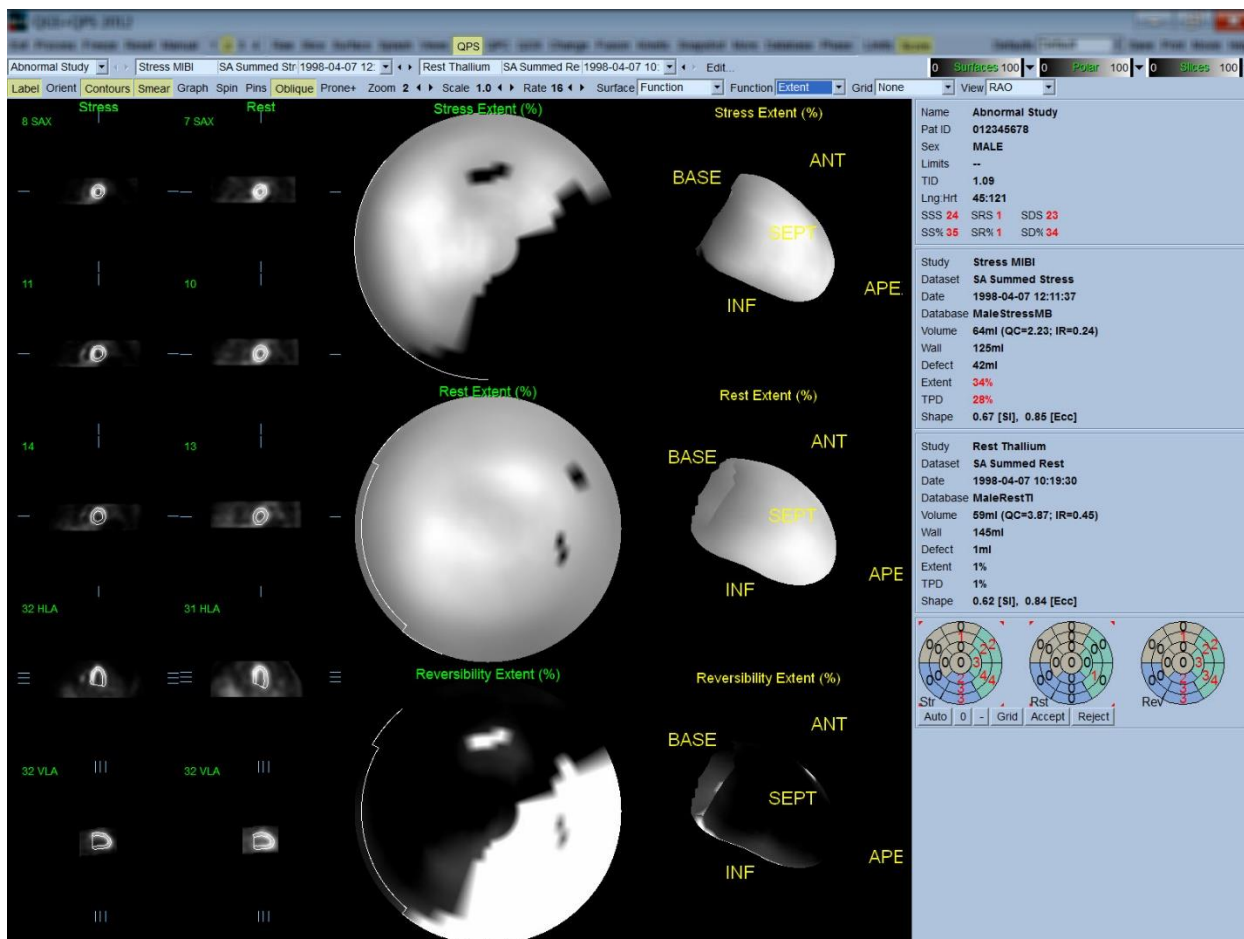 QGS+QPS 2012
QPS
Abnormal Study Stress MIBI SA Summed Str 1998-04-07 12: Rest Thallium SA Summed Re 1998-04-07 10: Edit... 0 Surfaces 100 0 Polar 100 0 Slices 100
Label Orient Contours Smear Graph Spin Pins Oblique Prone+ Zoom 2 Scale 1.0 Rate 16 Surface Function Function Extent Grid None View RAO
Stress Rest
8 SAX 7 SAX
11 10
14 13
32 HLA 31 HLA
32 VLA 32 VLA
Stress Extent (%) Stress Extent (%)
ANT
BASE
SEPT
APE
INF
Rest Extent (%) Rest Extent (%)
ANT
BASE
SEPT
APE
INF
Reversibility Extent (%) Reversibility Extent (%)
ANT
BASE
SEPT
APE
INF
Name Abnormal Study
Pat ID 012345678
Sex MALE
Limits --
TID 1.09
Lng:Hrt 45:121
SSS 24 SRS 1 SDS 23
SS% 35 SR% 1 SD% 34
Study Stress MIBI
Dataset SA Summed Stress
Date 1998-04-07 12:11:37
Database MaleStressMB
Volume 64ml (QC=2.23; IR=0.24)
Wall 125ml
Defect 42ml
Extent 34%
TPD 28%
Shape 0.67 [SI], 0.85 [Ecc]
Study Rest Thallium
Dataset SA Summed Rest
Date 1998-04-07 10:19:30
Database MaleRestTl
Volume 59ml (QC=3.87; IR=0.45)
Wall 145ml
Defect 1ml
Extent 1%
TPD 1%
Shape 0.62 [SI], 0.84 [Ecc]
Str Rst Rev
Auto 0 - Grid Accept Reject